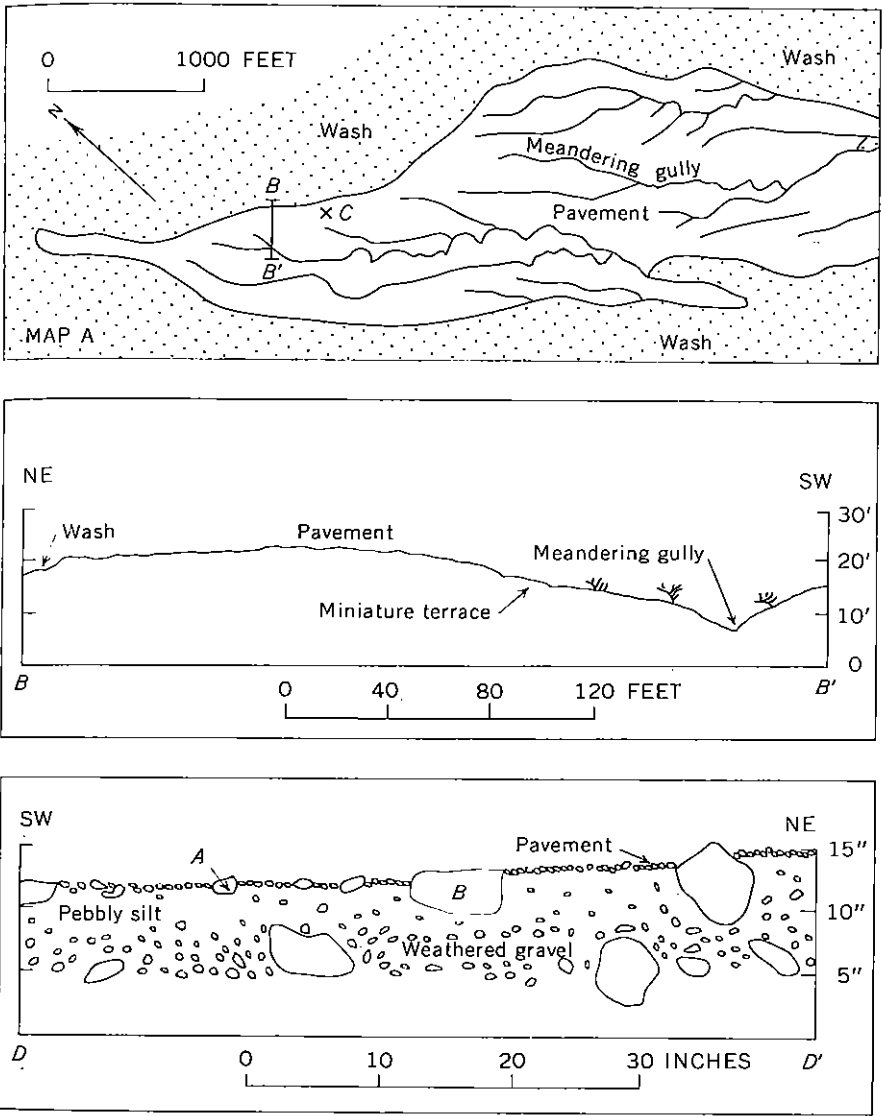 0 1000 FEET
Wash
N
Wash
Meandering gully
B
C
Pavement
B'
MAP A
Wash
NE SW
Wash Pavement 30'
Meandering gully 20'
Miniature terrace 10'
0
B B'
0 40 80 120 FEET
SW NE
A Pavement 15"
B
Pebbly silt 10"
Weathered gravel
5"
D D'
0 10 20 30 INCHES